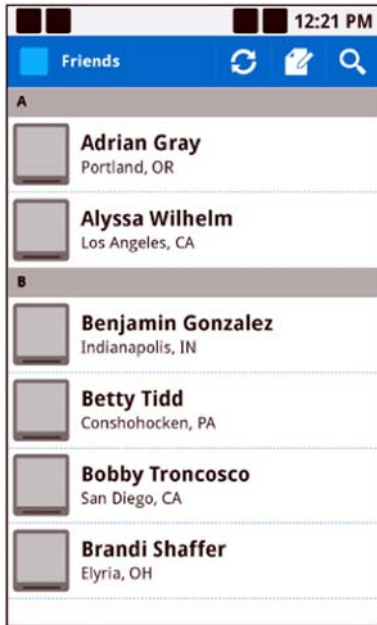 12:21 PM
Friends
A
Adrian Gray
Portland, OR
Alyssa Wilhelm
Los Angeles, CA
B
Benjamin Gonzalez
Indianapolis, IN
Betty Tidd
Conshohocken, PA
Bobby Troncosco
San Diego, CA
Brandi Shaffer
Elyria, OH